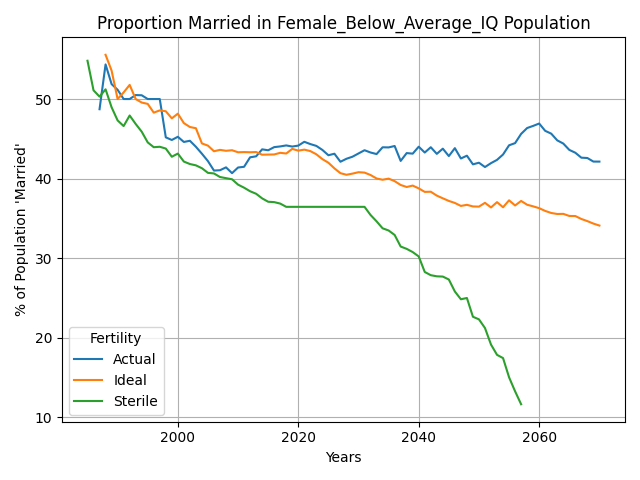 Proportion Married in Female_Below_Average_IQ Population
% of Population 'Married'
50
40
30
20
10
Fertility
Actual
Ideal
Sterile
2000 2020 2040 2060
Years